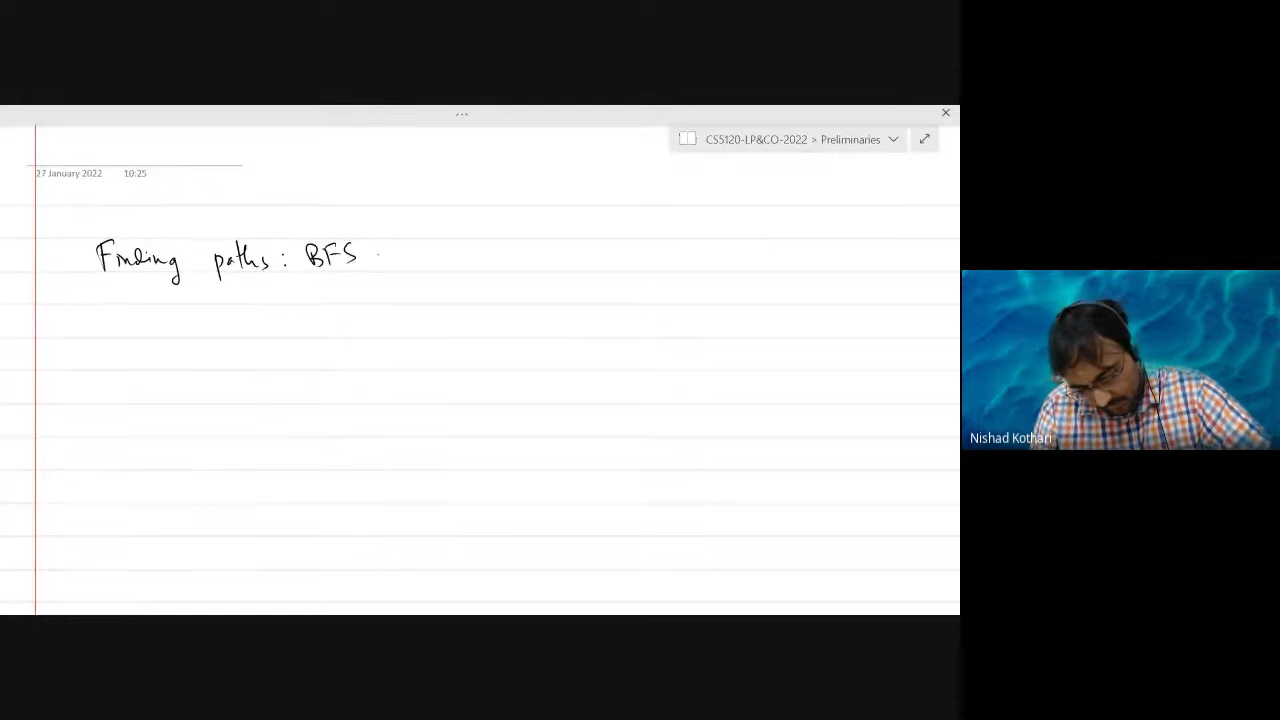 CS5120-LP&CO-2022 > Preliminaries
27 January 2022 10:25
Finding paths: BFS
Nishad Kothari